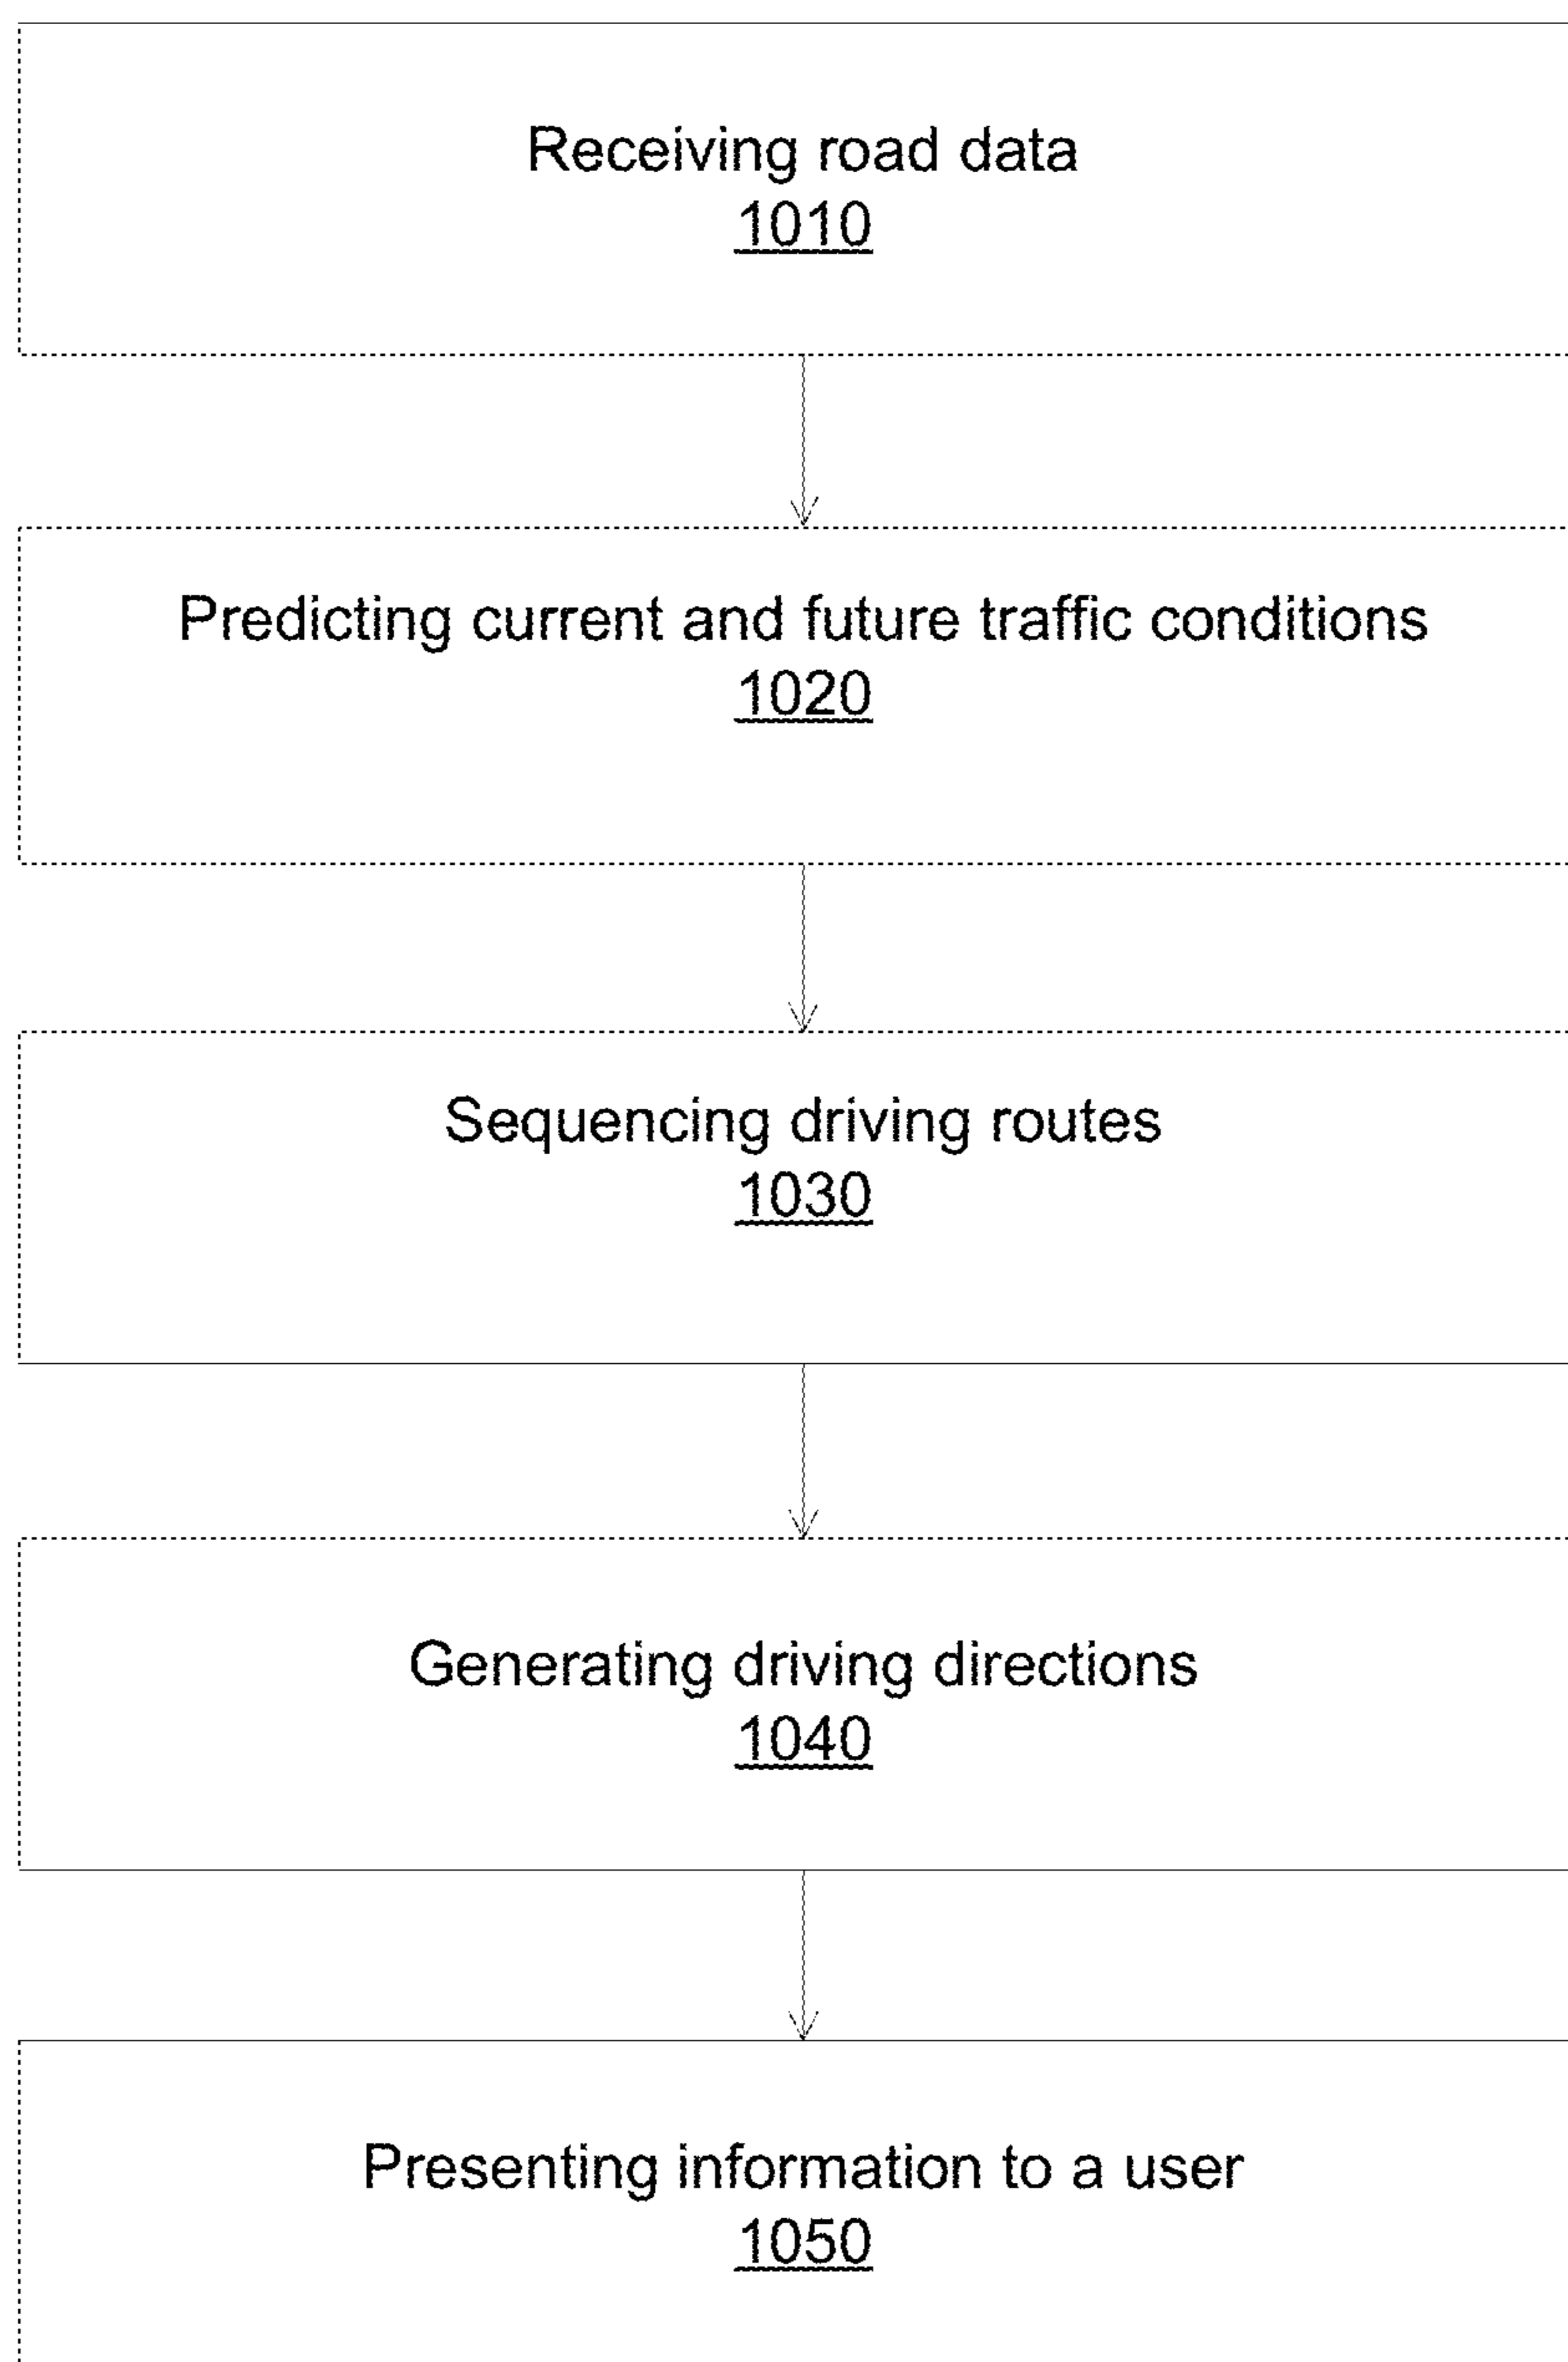 Receiving road data
1010
Predicting current and future traffic conditions
1020
Sequencing driving routes
1030
Generating driving directions
1040
Presenting information to a user
1050